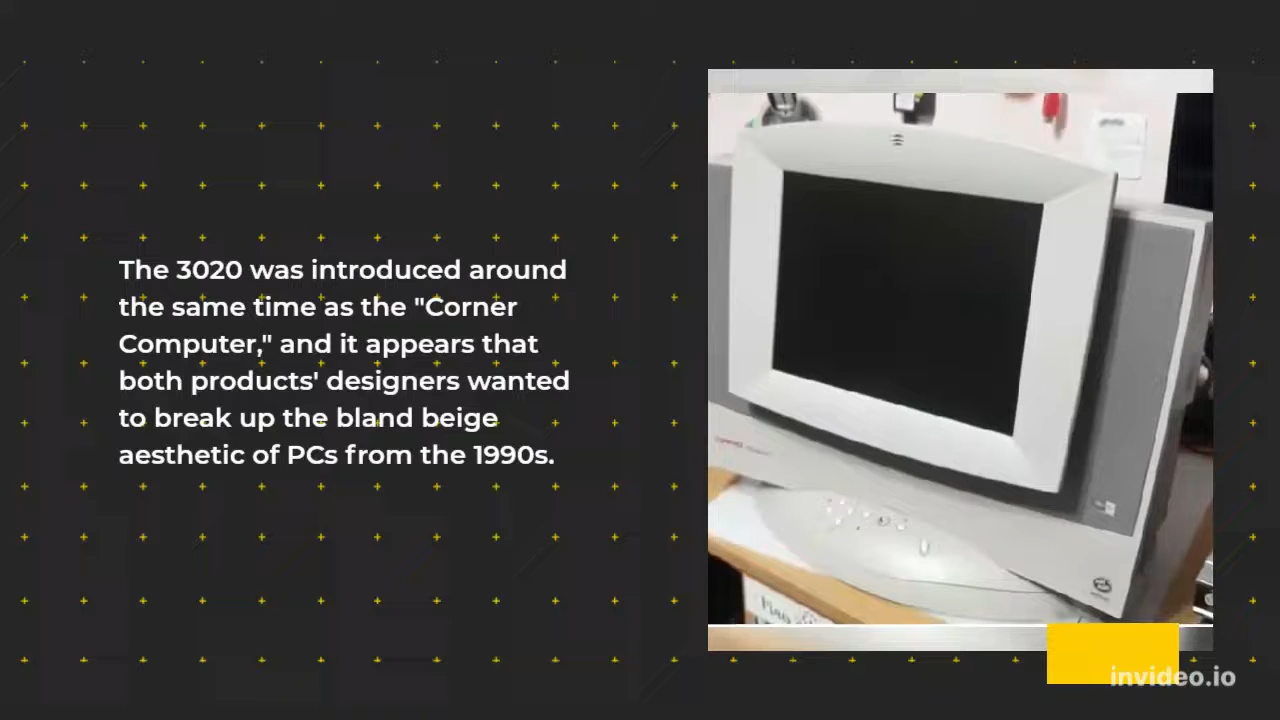 The 3020 was introduced around
the same time as the "Corner
Computer," and it appears that
both products' designers wanted
to break up the bland beige
aesthetic of PCs from the 1990s.
invideo.io